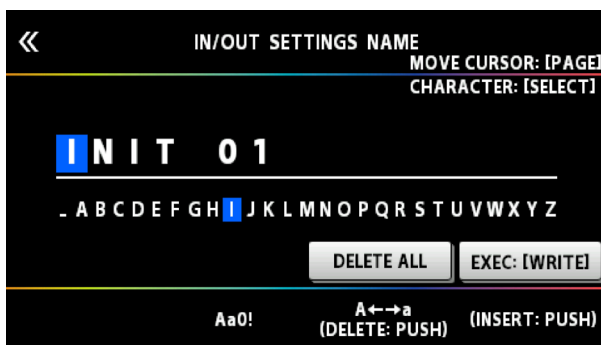 «
IN/OUT SETTINGS NAME
MOVE CURSOR: [PAGE]
CHARACTER: [SELECT]
INIT 01
_ABCDEFGHIJKLMNOPQRSTUVWXYZ
DELETE ALL
EXEC: [WRITE]
Aa0!
A←→a
(DELETE: PUSH)
(INSERT: PUSH)